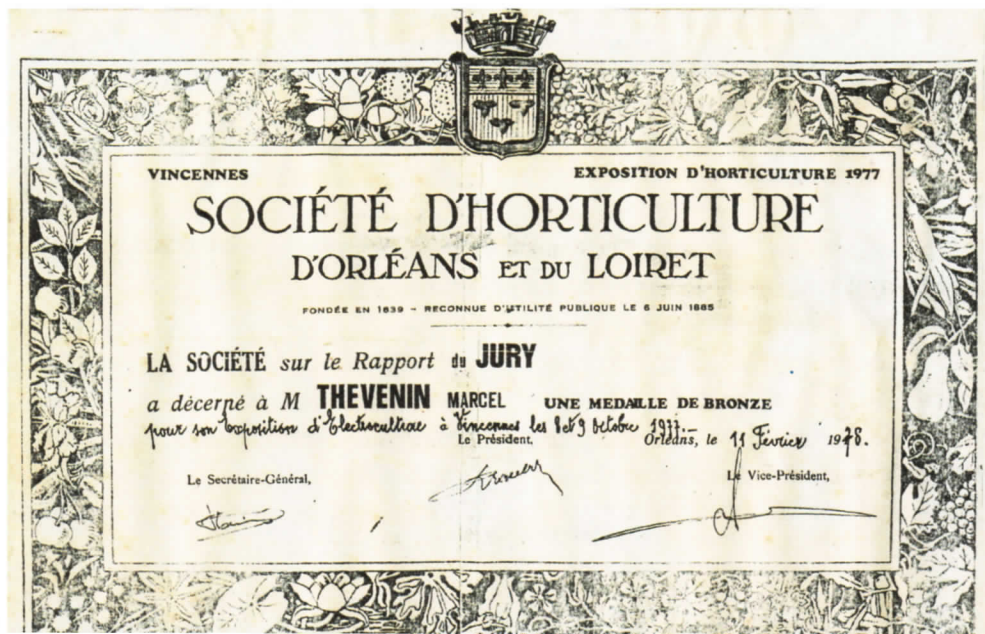 VINCENNES EXPOSITION D'HORTICULTURE 1977
SOCIÉTÉ D'HORTICULTURE
D'ORLÉANS ET DU LOIRET
FONDÉE EN 1839 - RECONNUE D'UTILITÉ PUBLIQUE LE 6 JUIN 1885
LA SOCIÉTÉ sur le Rapport du JURY
a décerné à M THEVENIN MARCEL UNE MEDAILLE DE BRONZE
pour son Exposition d'Electroculture à Vincennes les 8 et 9 Octobre 1977.-
Le Président, Orléans, le 11 Février 1978.
Le Secrétaire-Général, Le Vice-Président,